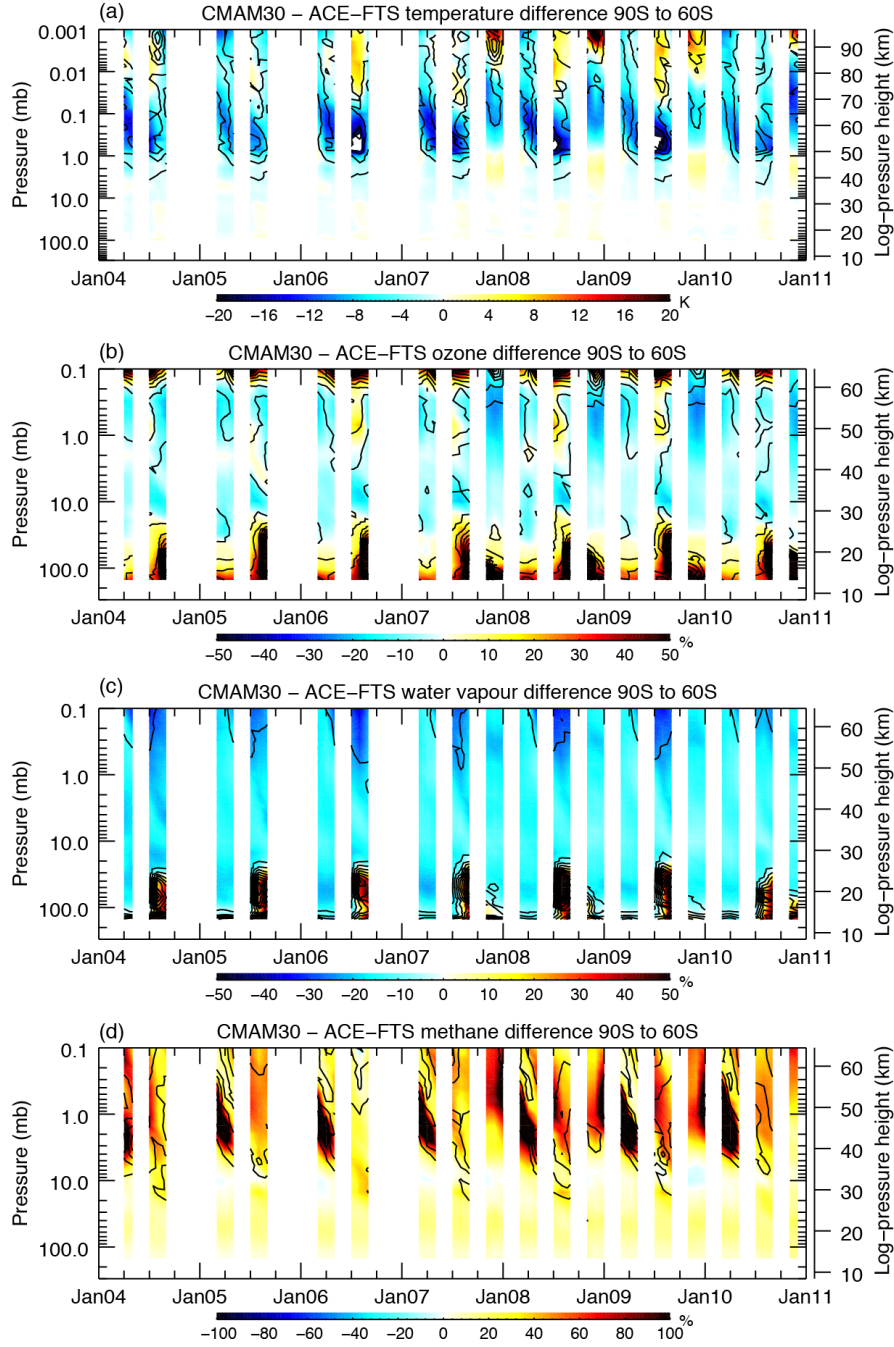 (a)
CMAM30 − ACE−FTS temperature difference 90S to 60S
0.001
0.01
0.1
1.0
10.0
100.0
Pressure (mb)
90
80
70
60
50
40
30
20
10
Log−pressure height (km)
Jan04 Jan05 Jan06 Jan07 Jan08 Jan09 Jan10 Jan11
−20 −16 −12 −8 −4 0 4 8 12 16 20
K
(b)
CMAM30 − ACE−FTS ozone difference 90S to 60S
0.1
1.0
10.0
100.0
Pressure (mb)
60
50
40
30
20
10
Log−pressure height (km)
Jan04 Jan05 Jan06 Jan07 Jan08 Jan09 Jan10 Jan11
−50 −40 −30 −20 −10 0 10 20 30 40 50
%
(c)
CMAM30 − ACE−FTS water vapour difference 90S to 60S
0.1
1.0
10.0
100.0
Pressure (mb)
60
50
40
30
20
10
Log−pressure height (km)
Jan04 Jan05 Jan06 Jan07 Jan08 Jan09 Jan10 Jan11
−50 −40 −30 −20 −10 0 10 20 30 40 50
%
(d)
CMAM30 − ACE−FTS methane difference 90S to 60S
0.1
1.0
10.0
100.0
Pressure (mb)
60
50
40
30
20
10
Log−pressure height (km)
Jan04 Jan05 Jan06 Jan07 Jan08 Jan09 Jan10 Jan11
−100 −80 −60 −40 −20 0 20 40 60 80 100
%